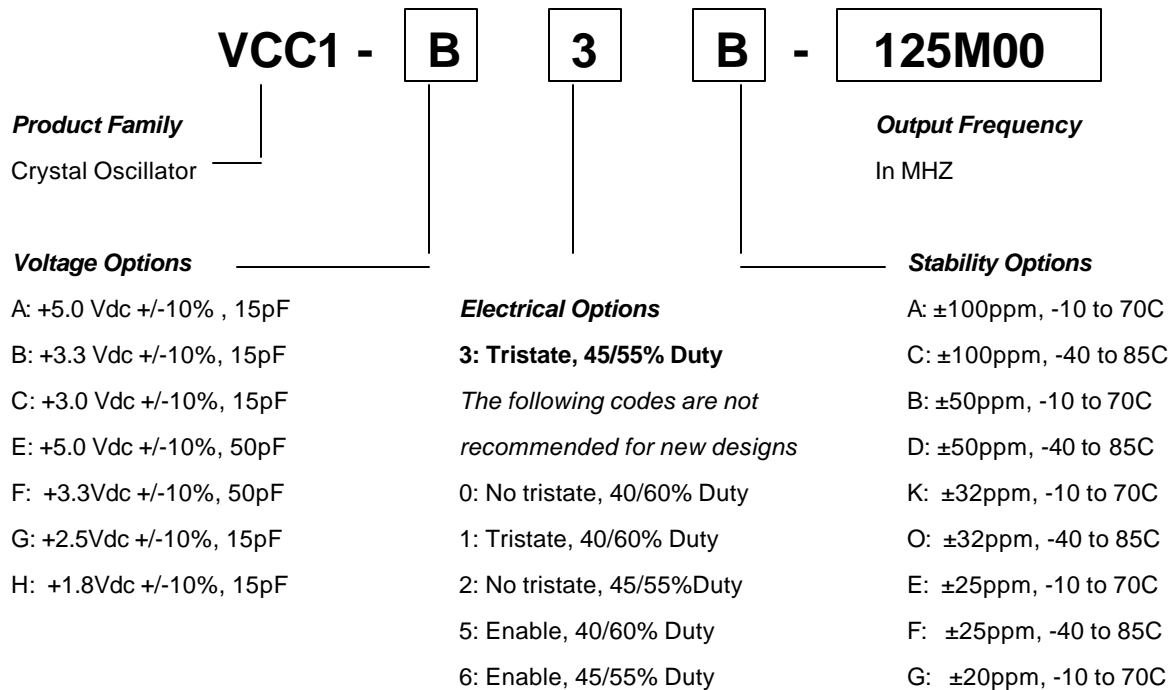 VCC1 - B 3 B - 125M00
Product Family
Crystal Oscillator
Output Frequency
In MHZ
Voltage Options
A: +5.0 Vdc +/-10% , 15pF
B: +3.3 Vdc +/-10%, 15pF
C: +3.0 Vdc +/-10%, 15pF
E: +5.0 Vdc +/-10%, 50pF
F: +3.3Vdc +/-10%, 50pF
G: +2.5Vdc +/-10%, 15pF
H: +1.8Vdc +/-10%, 15pF
Electrical Options
3: Tristate, 45/55% Duty
The following codes are not
recommended for new designs
0: No tristate, 40/60% Duty
1: Tristate, 40/60% Duty
2: No tristate, 45/55%Duty
5: Enable, 40/60% Duty
6: Enable, 45/55% Duty
Stability Options
A: ±100ppm, -10 to 70C
C: ±100ppm, -40 to 85C
B: ±50ppm, -10 to 70C
D: ±50ppm, -40 to 85C
K: ±32ppm, -10 to 70C
O: ±32ppm, -40 to 85C
E: ±25ppm, -10 to 70C
F: ±25ppm, -40 to 85C
G: ±20ppm, -10 to 70C